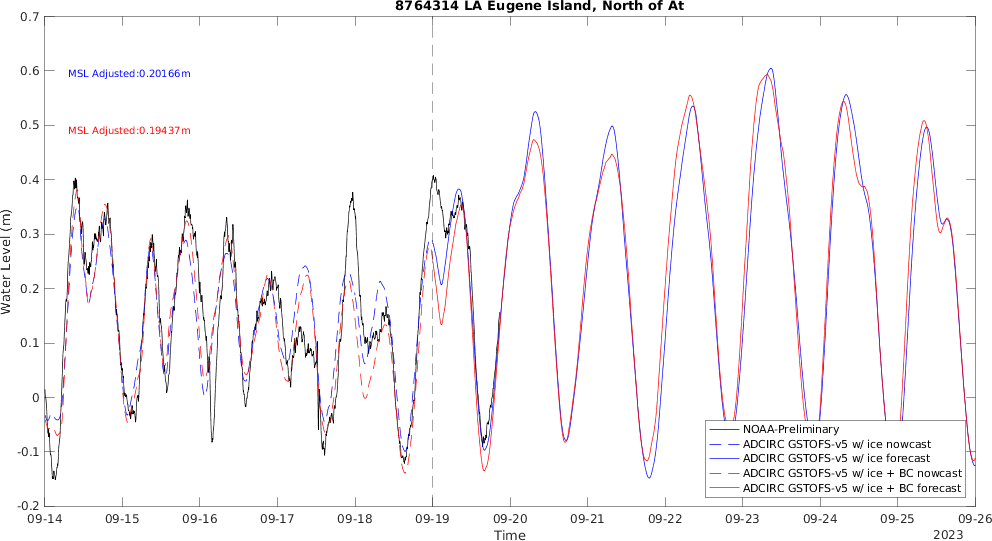 8764314 LA Eugene Island, North of At
0.7
0.6
0.5
0.4
0.3
0.2
0.1
0
-0.1
-0.2
Water Level (m)
MSL Adjusted:0.20166m
MSL Adjusted:0.19437m
NOAA-Preliminary
ADCIRC GSTOFS-v5 w/ ice nowcast
ADCIRC GSTOFS-v5 w/ ice forecast
ADCIRC GSTOFS-v5 w/ ice + BC nowcast
ADCIRC GSTOFS-v5 w/ ice + BC forecast
09-14 09-15 09-16 09-17 09-18 09-19 09-20 09-21 09-22 09-23 09-24 09-25 09-26
Time
2023